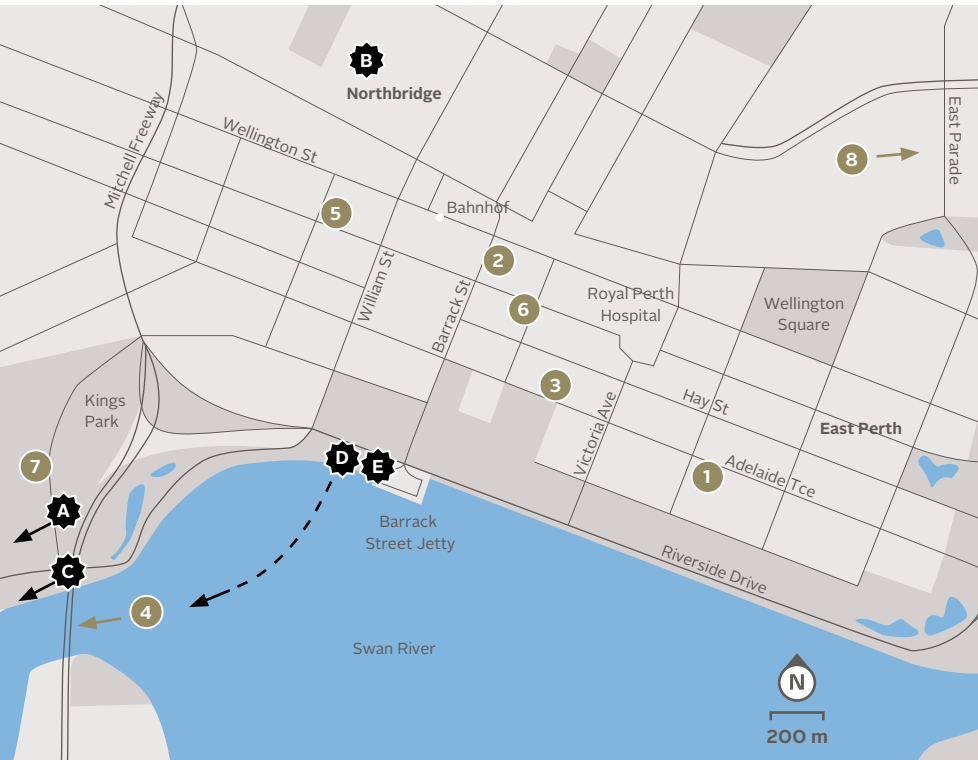 B
Northbridge
Mitchell Freeway
Wellington St
East Parade
8
5
Bahnhof
2
William St
Barrack St
6
Royal Perth
Hospital
Wellington
Square
3
Kings
Park
Victoria Ave
Hay St
East Perth
7
D
E
1
Adelaide Tce
A
Barrack
Street Jetty
C
Riverside Drive
4
Swan River
N
200 m